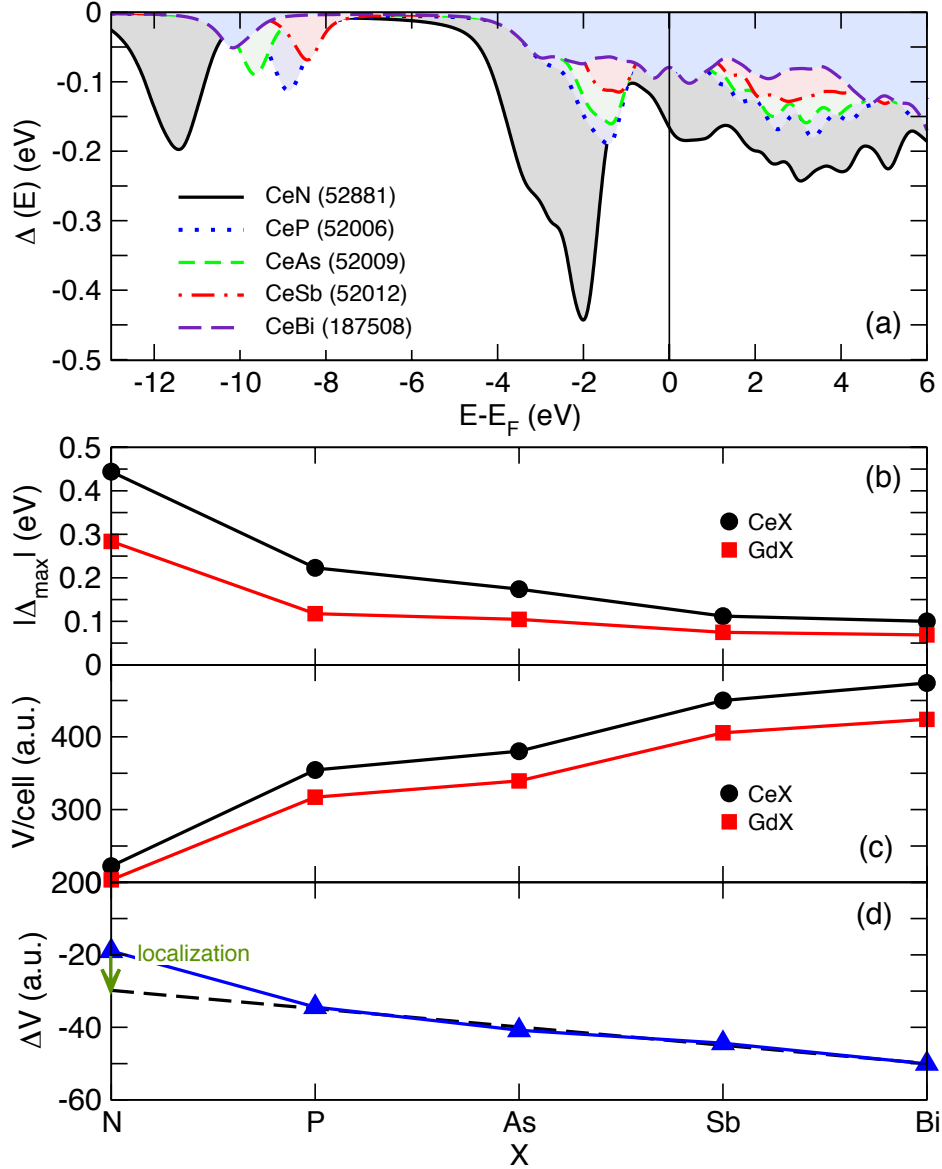 0
-0.1
-0.2
-0.3
-0.4
-0.5
Δ (E) (eV)
CeN (52881)
CeP (52006)
CeAs (52009)
CeSb (52012)
CeBi (187508)
(a)
-12 -10 -8 -6 -4 -2 0 2 4 6
E-E_F (eV)
0.5
0.4
0.3
0.2
0.1
0
|Δ_max| (eV)
(b)
CeX
GdX
400
300
200
V/cell (a.u.)
CeX
GdX
(c)
(d)
-20
-40
-60
ΔV (a.u.)
localization
N P As Sb Bi
X